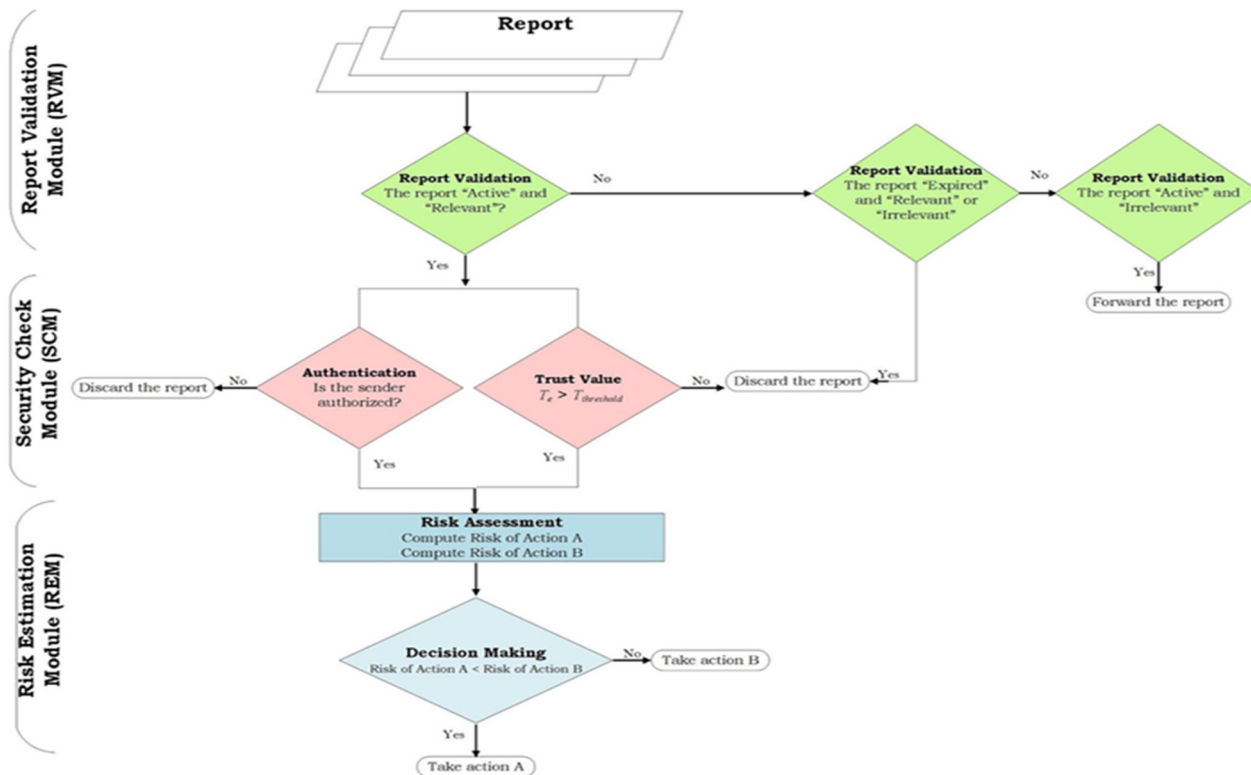 Report Validation
Module (RVM)
Report
Report Validation
The report “Active” and
“Relevant”?
No
Report Validation
The report “Expired”
and “Relevant” or
“Irrelevant”
No
Report Validation
The report “Active” and
“Irrelevant”
Yes
Yes
Forward the report
Security Check
Module (SCM)
Discard the report
No
Authentication
Is the sender
authorized?
Trust Value
Te > Tthreshold
No
Discard the report
Yes
Yes
Yes
Risk Estimation
Module (REM)
Risk Assessment
Compute Risk of Action A
Compute Risk of Action B
Decision Making
Risk of Action A < Risk of Action B
No
Take action B
Yes
Take action A